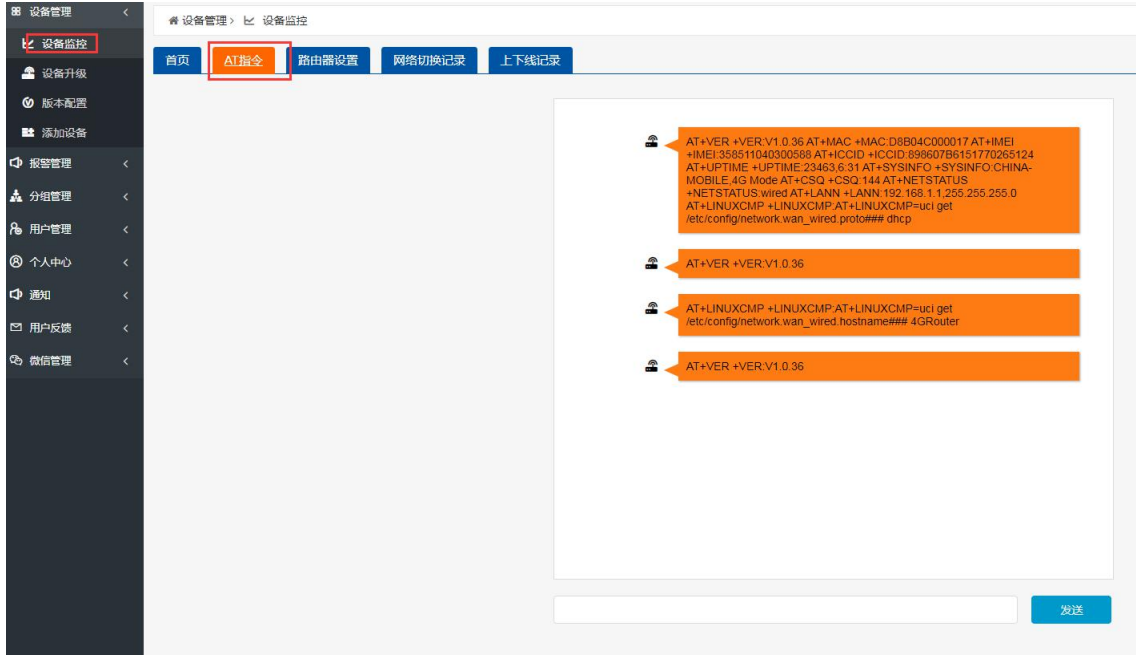 设备管理
设备监控
设备升级
版本配置
添加设备
报警管理
分组管理
用户管理
个人中心
通知
用户反馈
微信管理
设备管理 > 设备监控
首页 AT指令 路由器设置 网络切换记录 上下线记录
AT+VER +VER:V1.0.36 AT+MAC +MAC:D8B04C000017 AT+IMEI
+IMEI:358511040300588 AT+ICCID +ICCID:898607B6151770265124
AT+UPTIME +UPTIME:23463,6:31 AT+SYSINFO +SYSINFO:CHINA-
MOBILE,4G Mode AT+CSQ +CSQ:144 AT+NETSTATUS
+NETSTATUS:wired AT+LANN +LANN:192.168.1.1,255.255.255.0
AT+LINUXCMP +LINUXCMP:AT+LINUXCMP=uci get
/etc/config/network.wan_wired.proto### dhcp
AT+VER +VER:V1.0.36
AT+LINUXCMP +LINUXCMP:AT+LINUXCMP=uci get
/etc/config/network.wan_wired.hostname### 4GRouter
AT+VER +VER:V1.0.36
发送